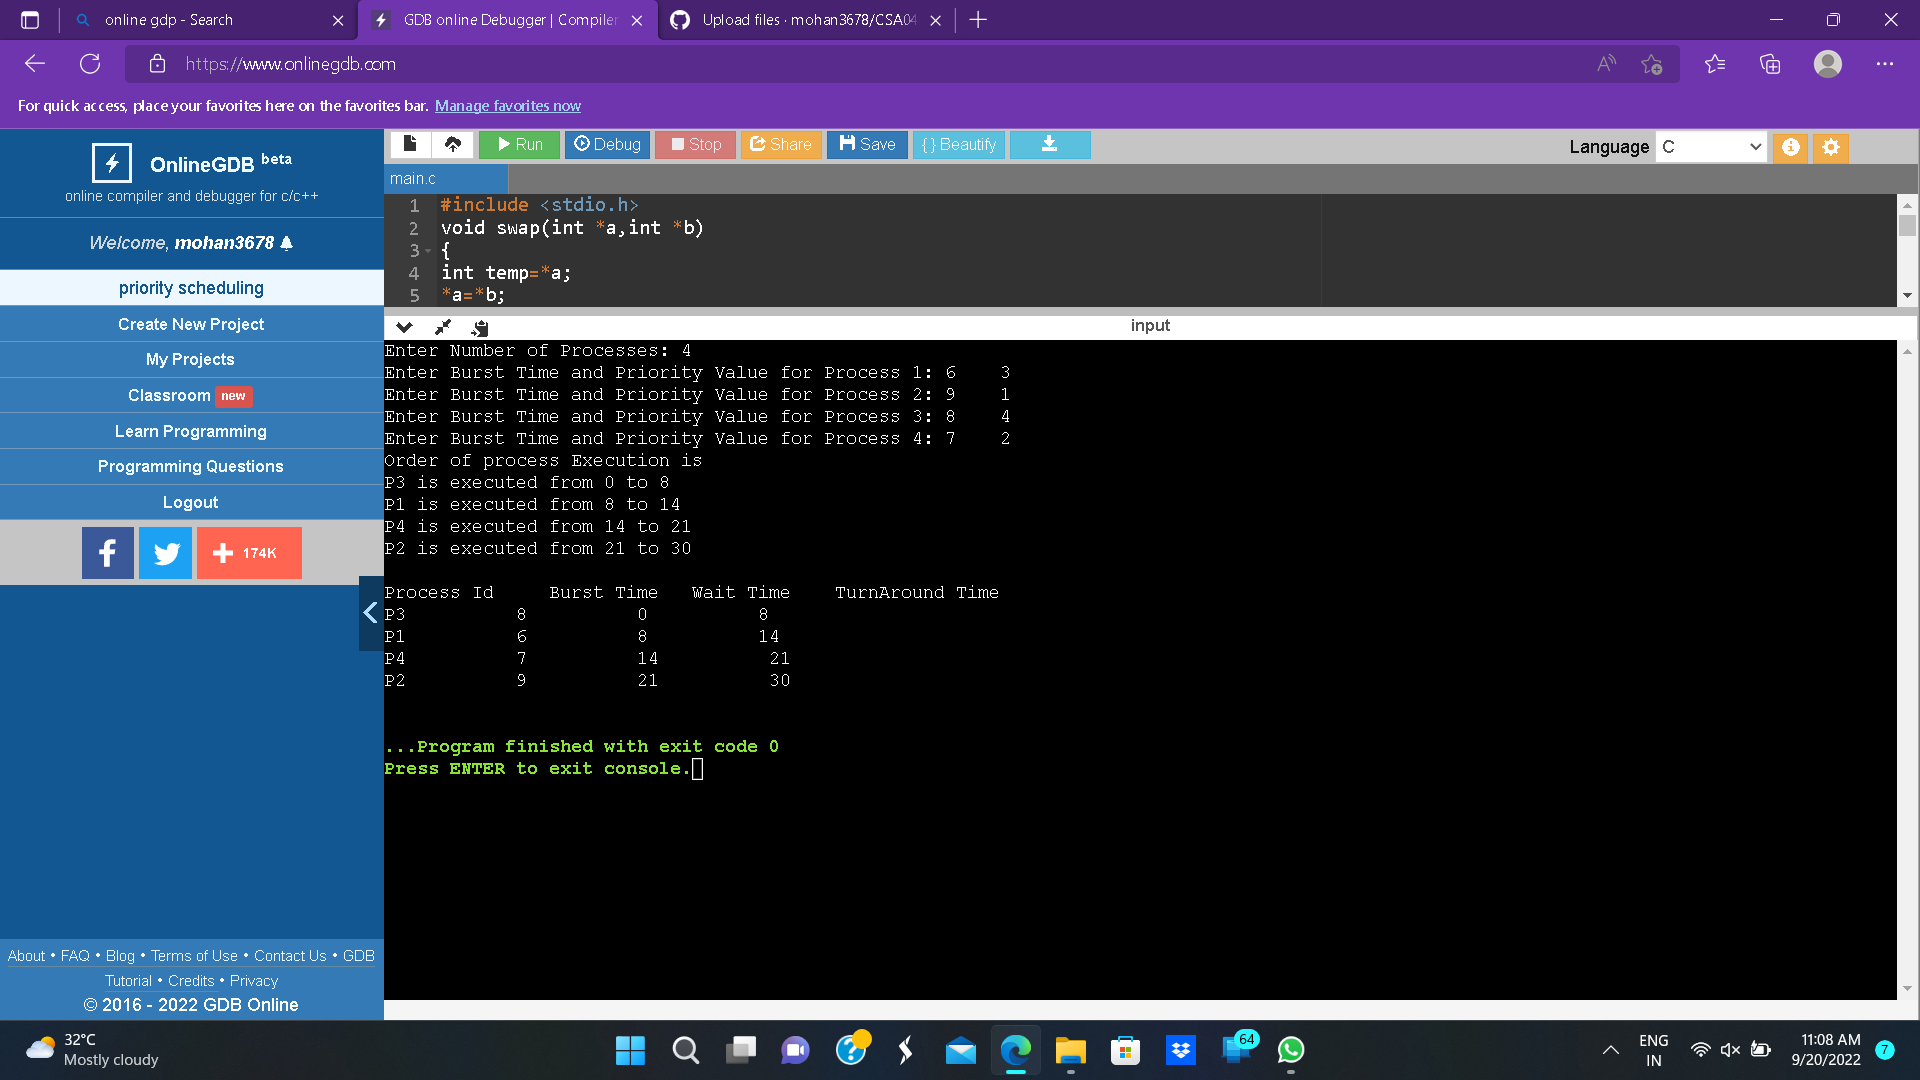 online gdp - Search
GDB online Debugger | Compiler
Upload files · mohan3678/CSA04
https://www.onlinegdb.com
For quick access, place your favorites here on the favorites bar. Manage favorites now
OnlineGDB beta
online compiler and debugger for c/c++
Welcome, mohan3678
priority scheduling
Create New Project
My Projects
Classroom new
Learn Programming
Programming Questions
Logout
174K
About • FAQ • Blog • Terms of Use • Contact Us • GDB
Tutorial • Credits • Privacy
© 2016 - 2022 GDB Online
Run Debug Stop Share Save {} Beautify
Language C
main.c
1 #include <stdio.h>
2 void swap(int *a,int *b)
3 {
4 int temp=*a;
5 *a=*b;
input
Enter Number of Processes: 4
Enter Burst Time and Priority Value for Process 1: 6    3
Enter Burst Time and Priority Value for Process 2: 9    1
Enter Burst Time and Priority Value for Process 3: 8    4
Enter Burst Time and Priority Value for Process 4: 7    2
Order of process Execution is
P3 is executed from 0 to 8
P1 is executed from 8 to 14
P4 is executed from 14 to 21
P2 is executed from 21 to 30
Process Id     Burst Time   Wait Time    TurnAround Time
P3          8          0          8
P1          6          8          14
P4          7          14          21
P2          9          21          30
...Program finished with exit code 0
Press ENTER to exit console.
32°C
Mostly cloudy
64
ENG
IN
11:08 AM
9/20/2022
7